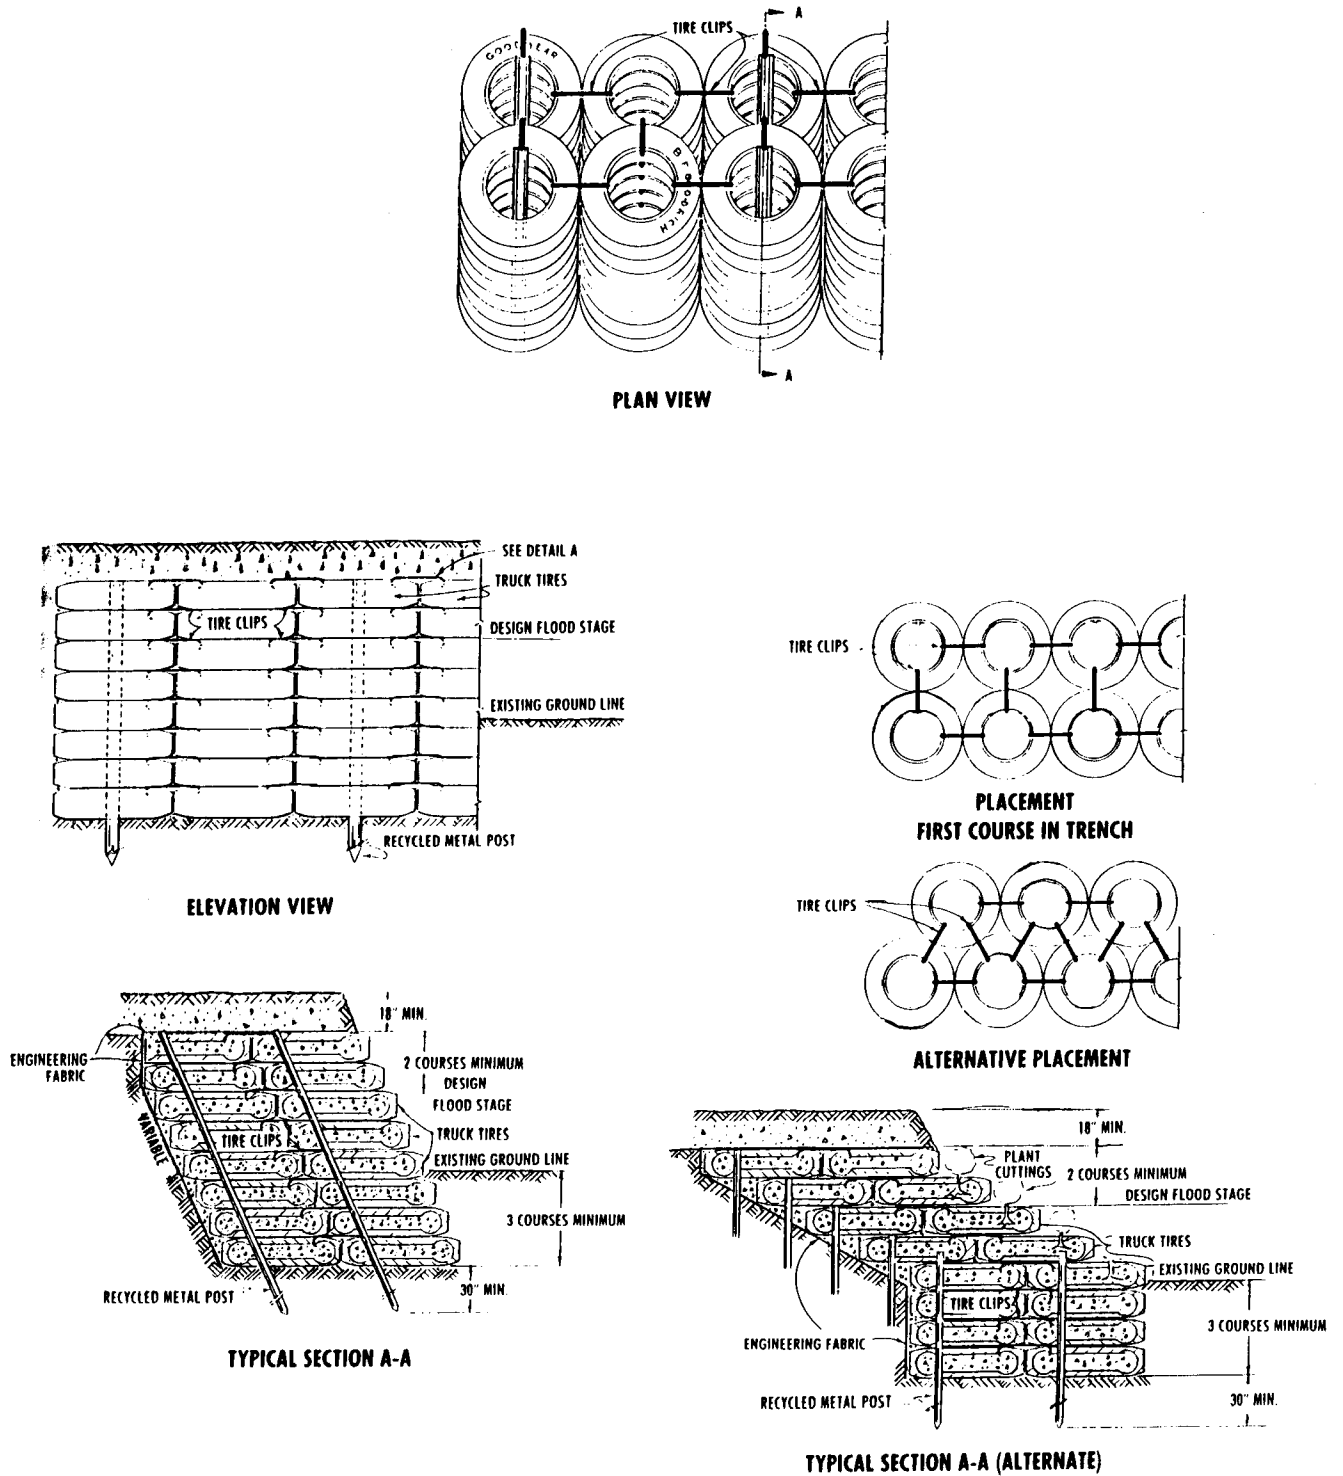 A
TIRE CLIPS
GOODYEAR
BF GOODRICH
A
PLAN VIEW
SEE DETAIL A
TRUCK TIRES
TIRE CLIPS
DESIGN FLOOD STAGE
EXISTING GROUND LINE
RECYCLED METAL POST
ELEVATION VIEW
TIRE CLIPS
PLACEMENT
FIRST COURSE IN TRENCH
TIRE CLIPS
ALTERNATIVE PLACEMENT
18" MIN.
ENGINEERING
FABRIC
2 COURSES MINIMUM
DESIGN
FLOOD STAGE
VARIABLE
TIRE CLIPS
TRUCK TIRES
EXISTING GROUND LINE
3 COURSES MINIMUM
RECYCLED METAL POST
30" MIN.
TYPICAL SECTION A-A
18" MIN.
PLANT
CUTTINGS
2 COURSES MINIMUM
DESIGN FLOOD STAGE
TRUCK TIRES
EXISTING GROUND LINE
TIRE CLIPS
3 COURSES MINIMUM
ENGINEERING FABRIC
RECYCLED METAL POST
30" MIN.
TYPICAL SECTION A-A (ALTERNATE)